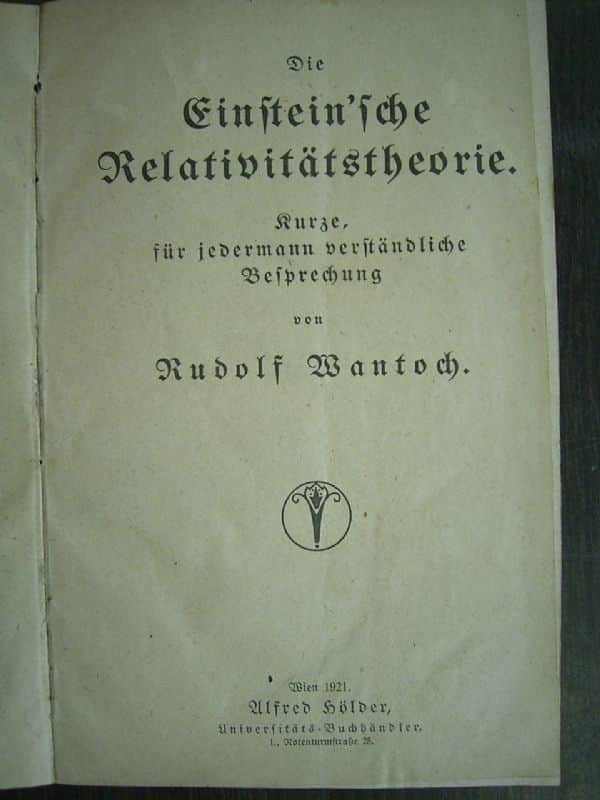 Die
Einſtein'ſche
Relativitätstheorie.
Kurze,
für jedermann verſtändliche
Beſprechung
von
Rudolf Wantoch.
Wien 1921.
Alfred Hölder,
Univerſitäts-Buchhändler,
I., Rotenturmſtraße 25.